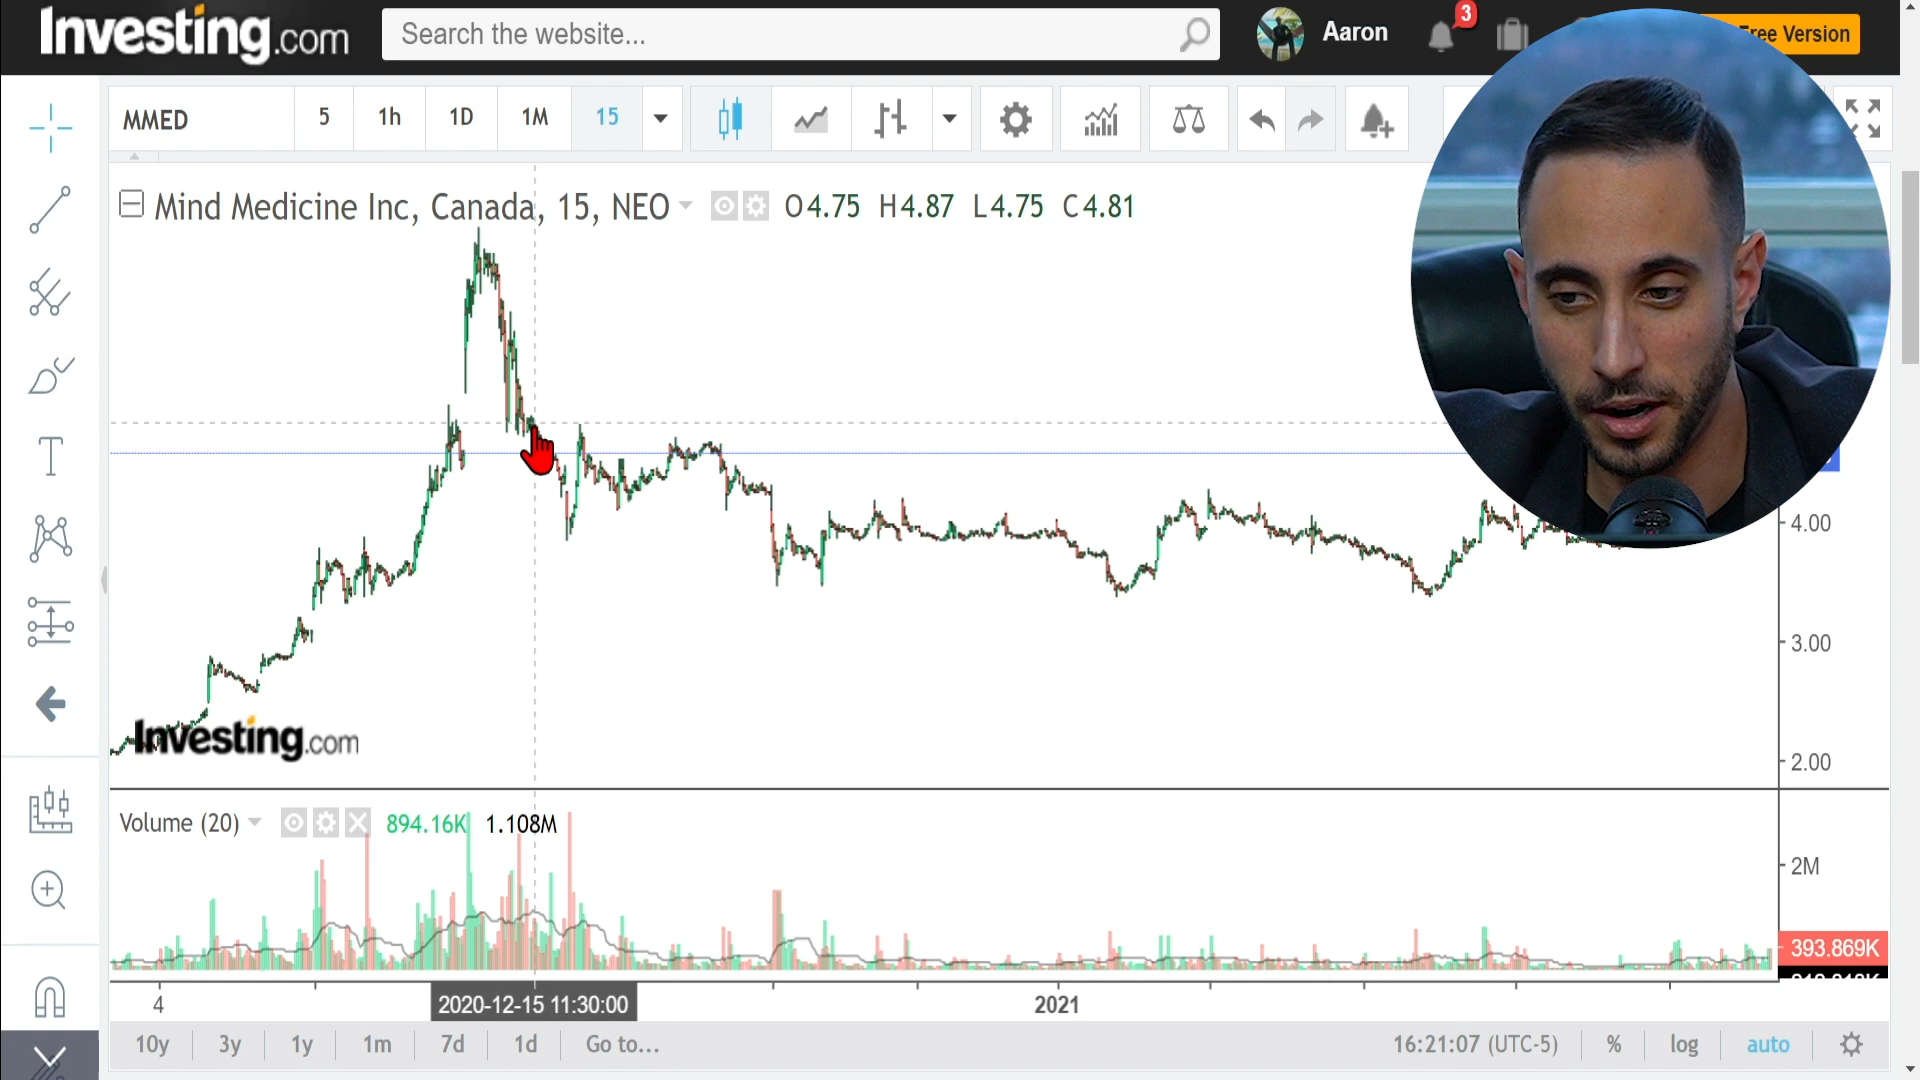 Investing.com
Search the website...
Aaron
3
Free Version
MMED
5
1h
1D
1M
15
Mind Medicine Inc, Canada, 15, NEO
O4.75 H4.87 L4.75 C4.81
4.00
3.00
2.00
Investing.com
Volume (20)
894.16K
1.108M
2M
393.869K
4
2020-12-15 11:30:00
2021
10y
3y
1y
1m
7d
1d
Go to...
16:21:07 (UTC-5)
%
log
auto